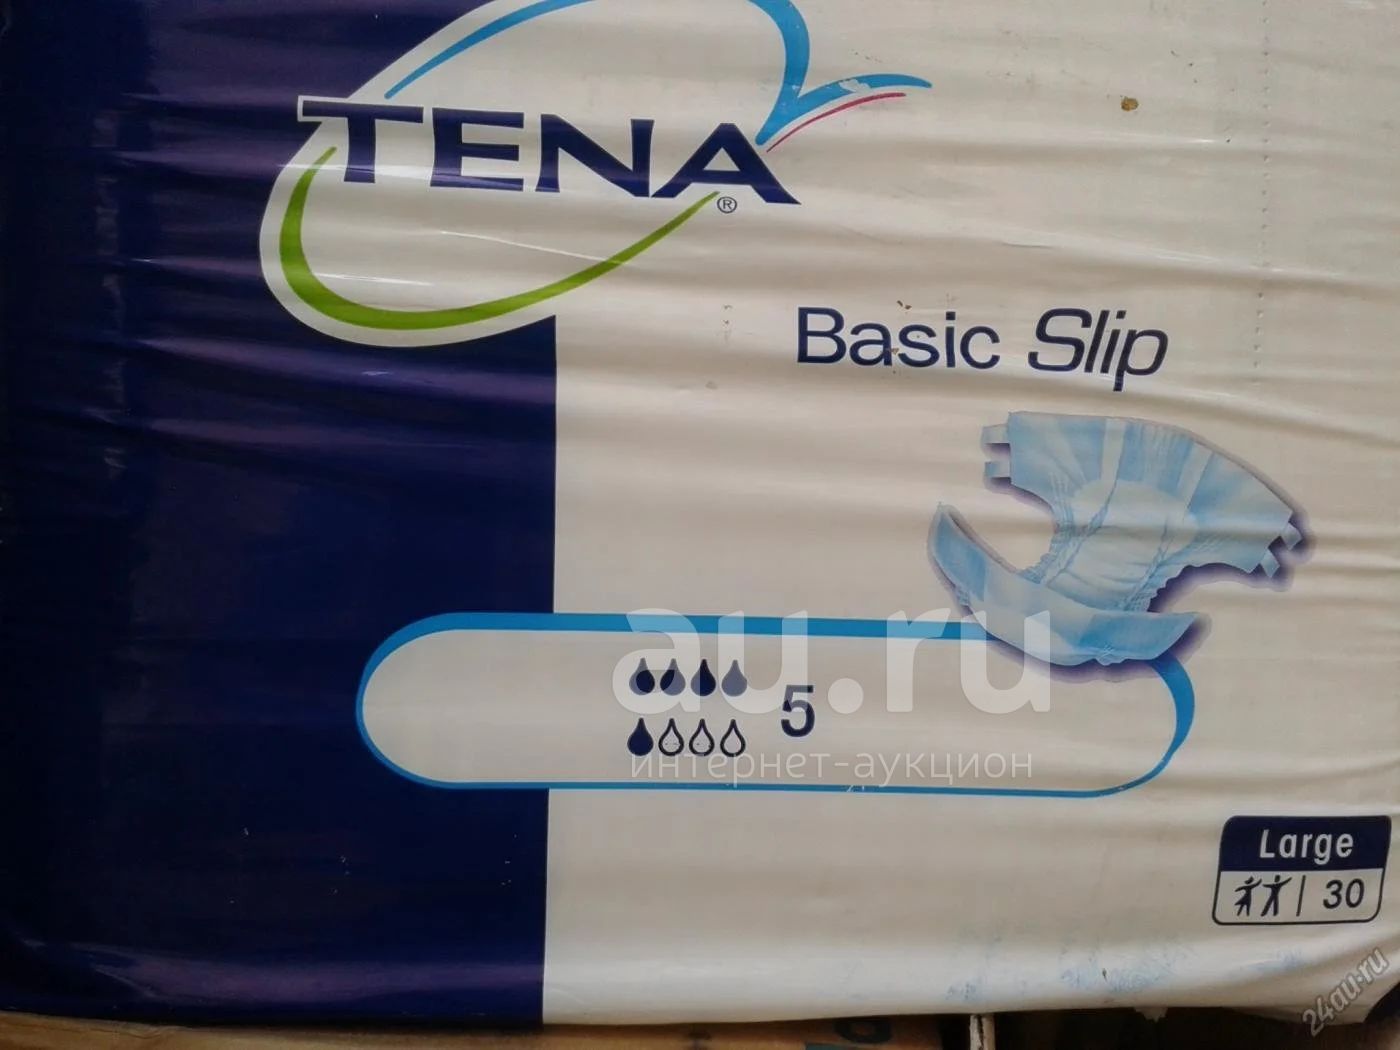 TENA
®
Basic Slip
au.ru
5
интернет-аукцион
Large
30
24au.ru